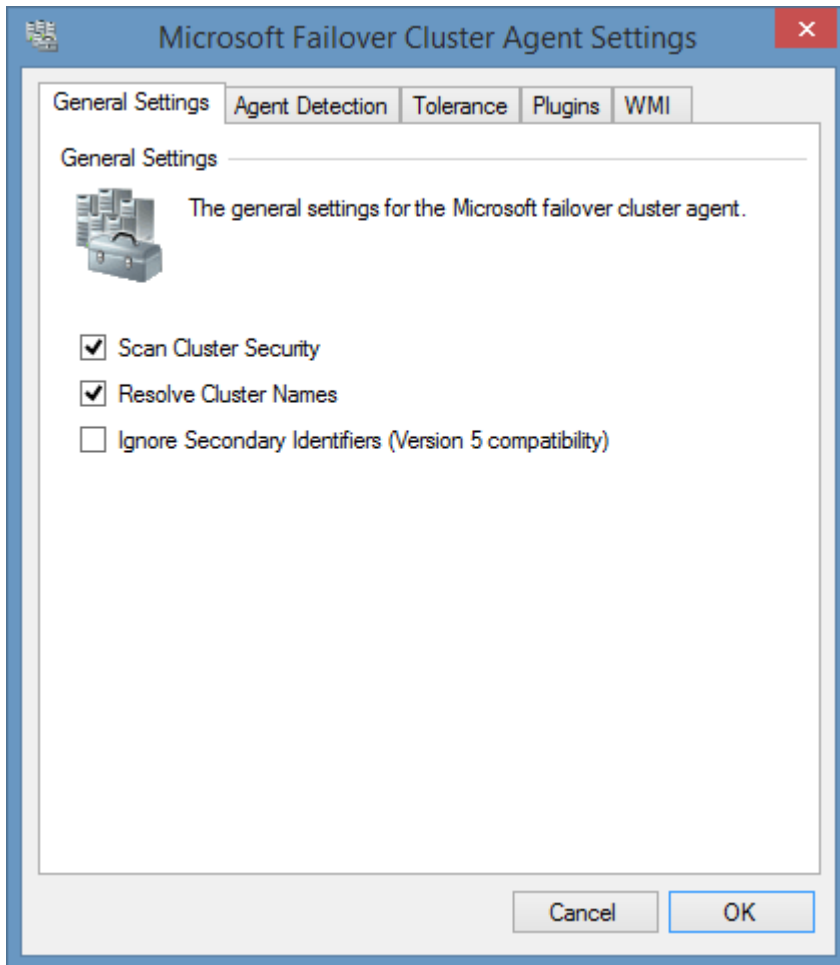 Microsoft Failover Cluster Agent Settings
General Settings Agent Detection Tolerance Plugins WMI
General Settings
The general settings for the Microsoft failover cluster agent.
Scan Cluster Security
Resolve Cluster Names
Ignore Secondary Identifiers (Version 5 compatibility)
Cancel OK